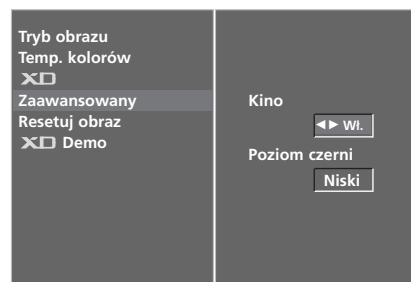 Tryb obrazu
Temp. kolorów
XD
Zaawansowany
Resetuj obraz
XD Demo
Kino
◄► Wł.
Poziom czerni
Niski